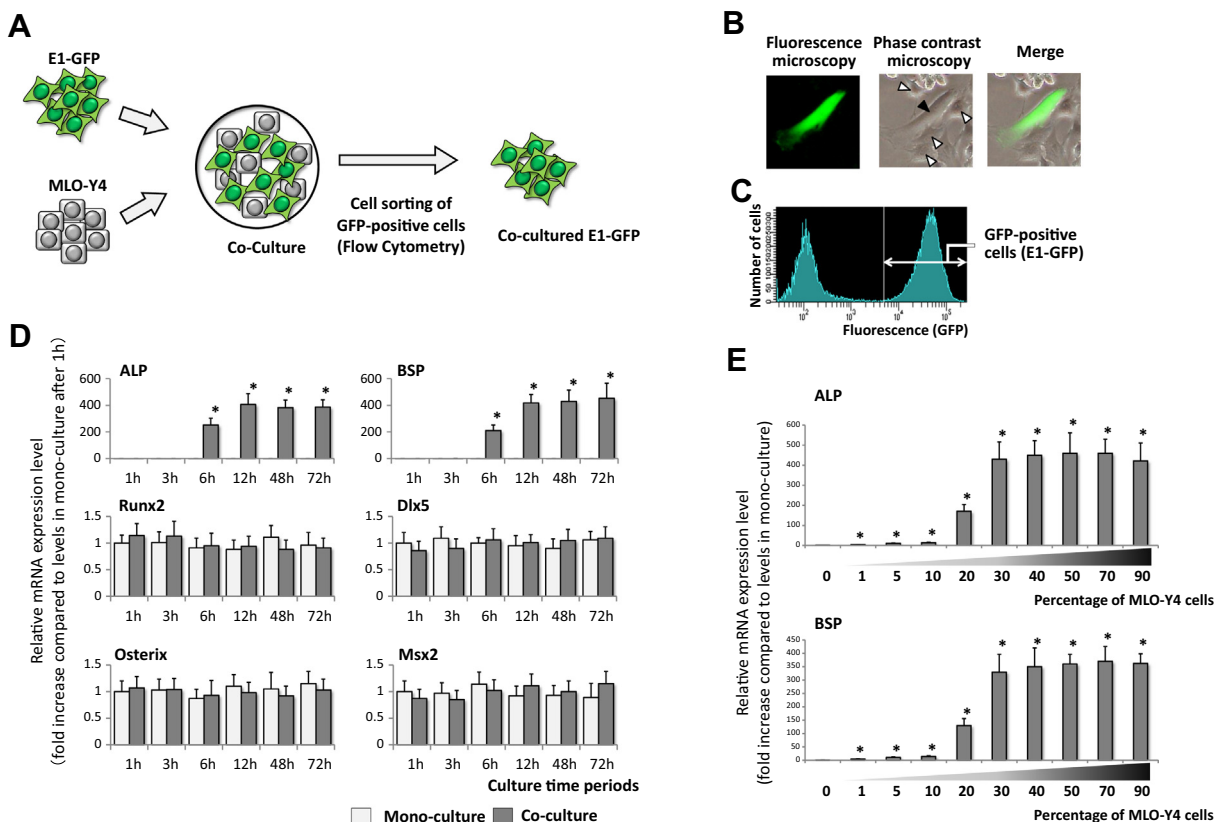 A
E1-GFP
MLO-Y4
Co-Culture
Cell sorting of
GFP-positive cells
(Flow Cytometry)
Co-cultured E1-GFP
B
Fluorescence
microscopy
Phase contrast
microscopy
Merge
C
Number of cells
0 50 100 150 200 250
10² 10³ 10⁴ 10⁵
Fluorescence (GFP)
GFP-positive
cells (E1-GFP)
D
Relative mRNA expression level
(fold increase compared to levels in mono-culture after 1h)
ALP
600
400
200
0
* * * *
1h 3h 6h 12h 48h 72h
BSP
600
400
200
0
* * * *
1h 3h 6h 12h 48h 72h
Runx2
1.5
1
0.5
0
1h 3h 6h 12h 48h 72h
Dlx5
1.5
1
0.5
0
1h 3h 6h 12h 48h 72h
Osterix
1.5
1
0.5
0
1h 3h 6h 12h 48h 72h
Msx2
1.5
1
0.5
0
1h 3h 6h 12h 48h 72h
Culture time periods
Mono-culture Co-culture
E
Relative mRNA expression level
(fold increase compared to levels in mono-culture)
ALP
600
500
400
300
200
100
0
* * * * * * * * *
0 1 5 10 20 30 40 50 70 90
Percentage of MLO-Y4 cells
BSP
450
400
350
300
250
200
150
100
50
0
* * * * * * * * *
0 1 5 10 20 30 40 50 70 90
Percentage of MLO-Y4 cells